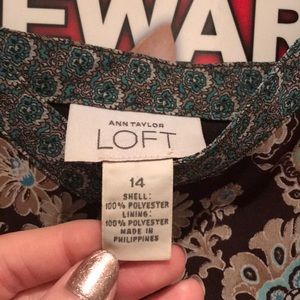 EWAR
ANN TAYLOR
LOFT
14
SHELL:
100% POLYESTER
LINING:
100% POLYESTER
MADE IN
PHILIPPINES